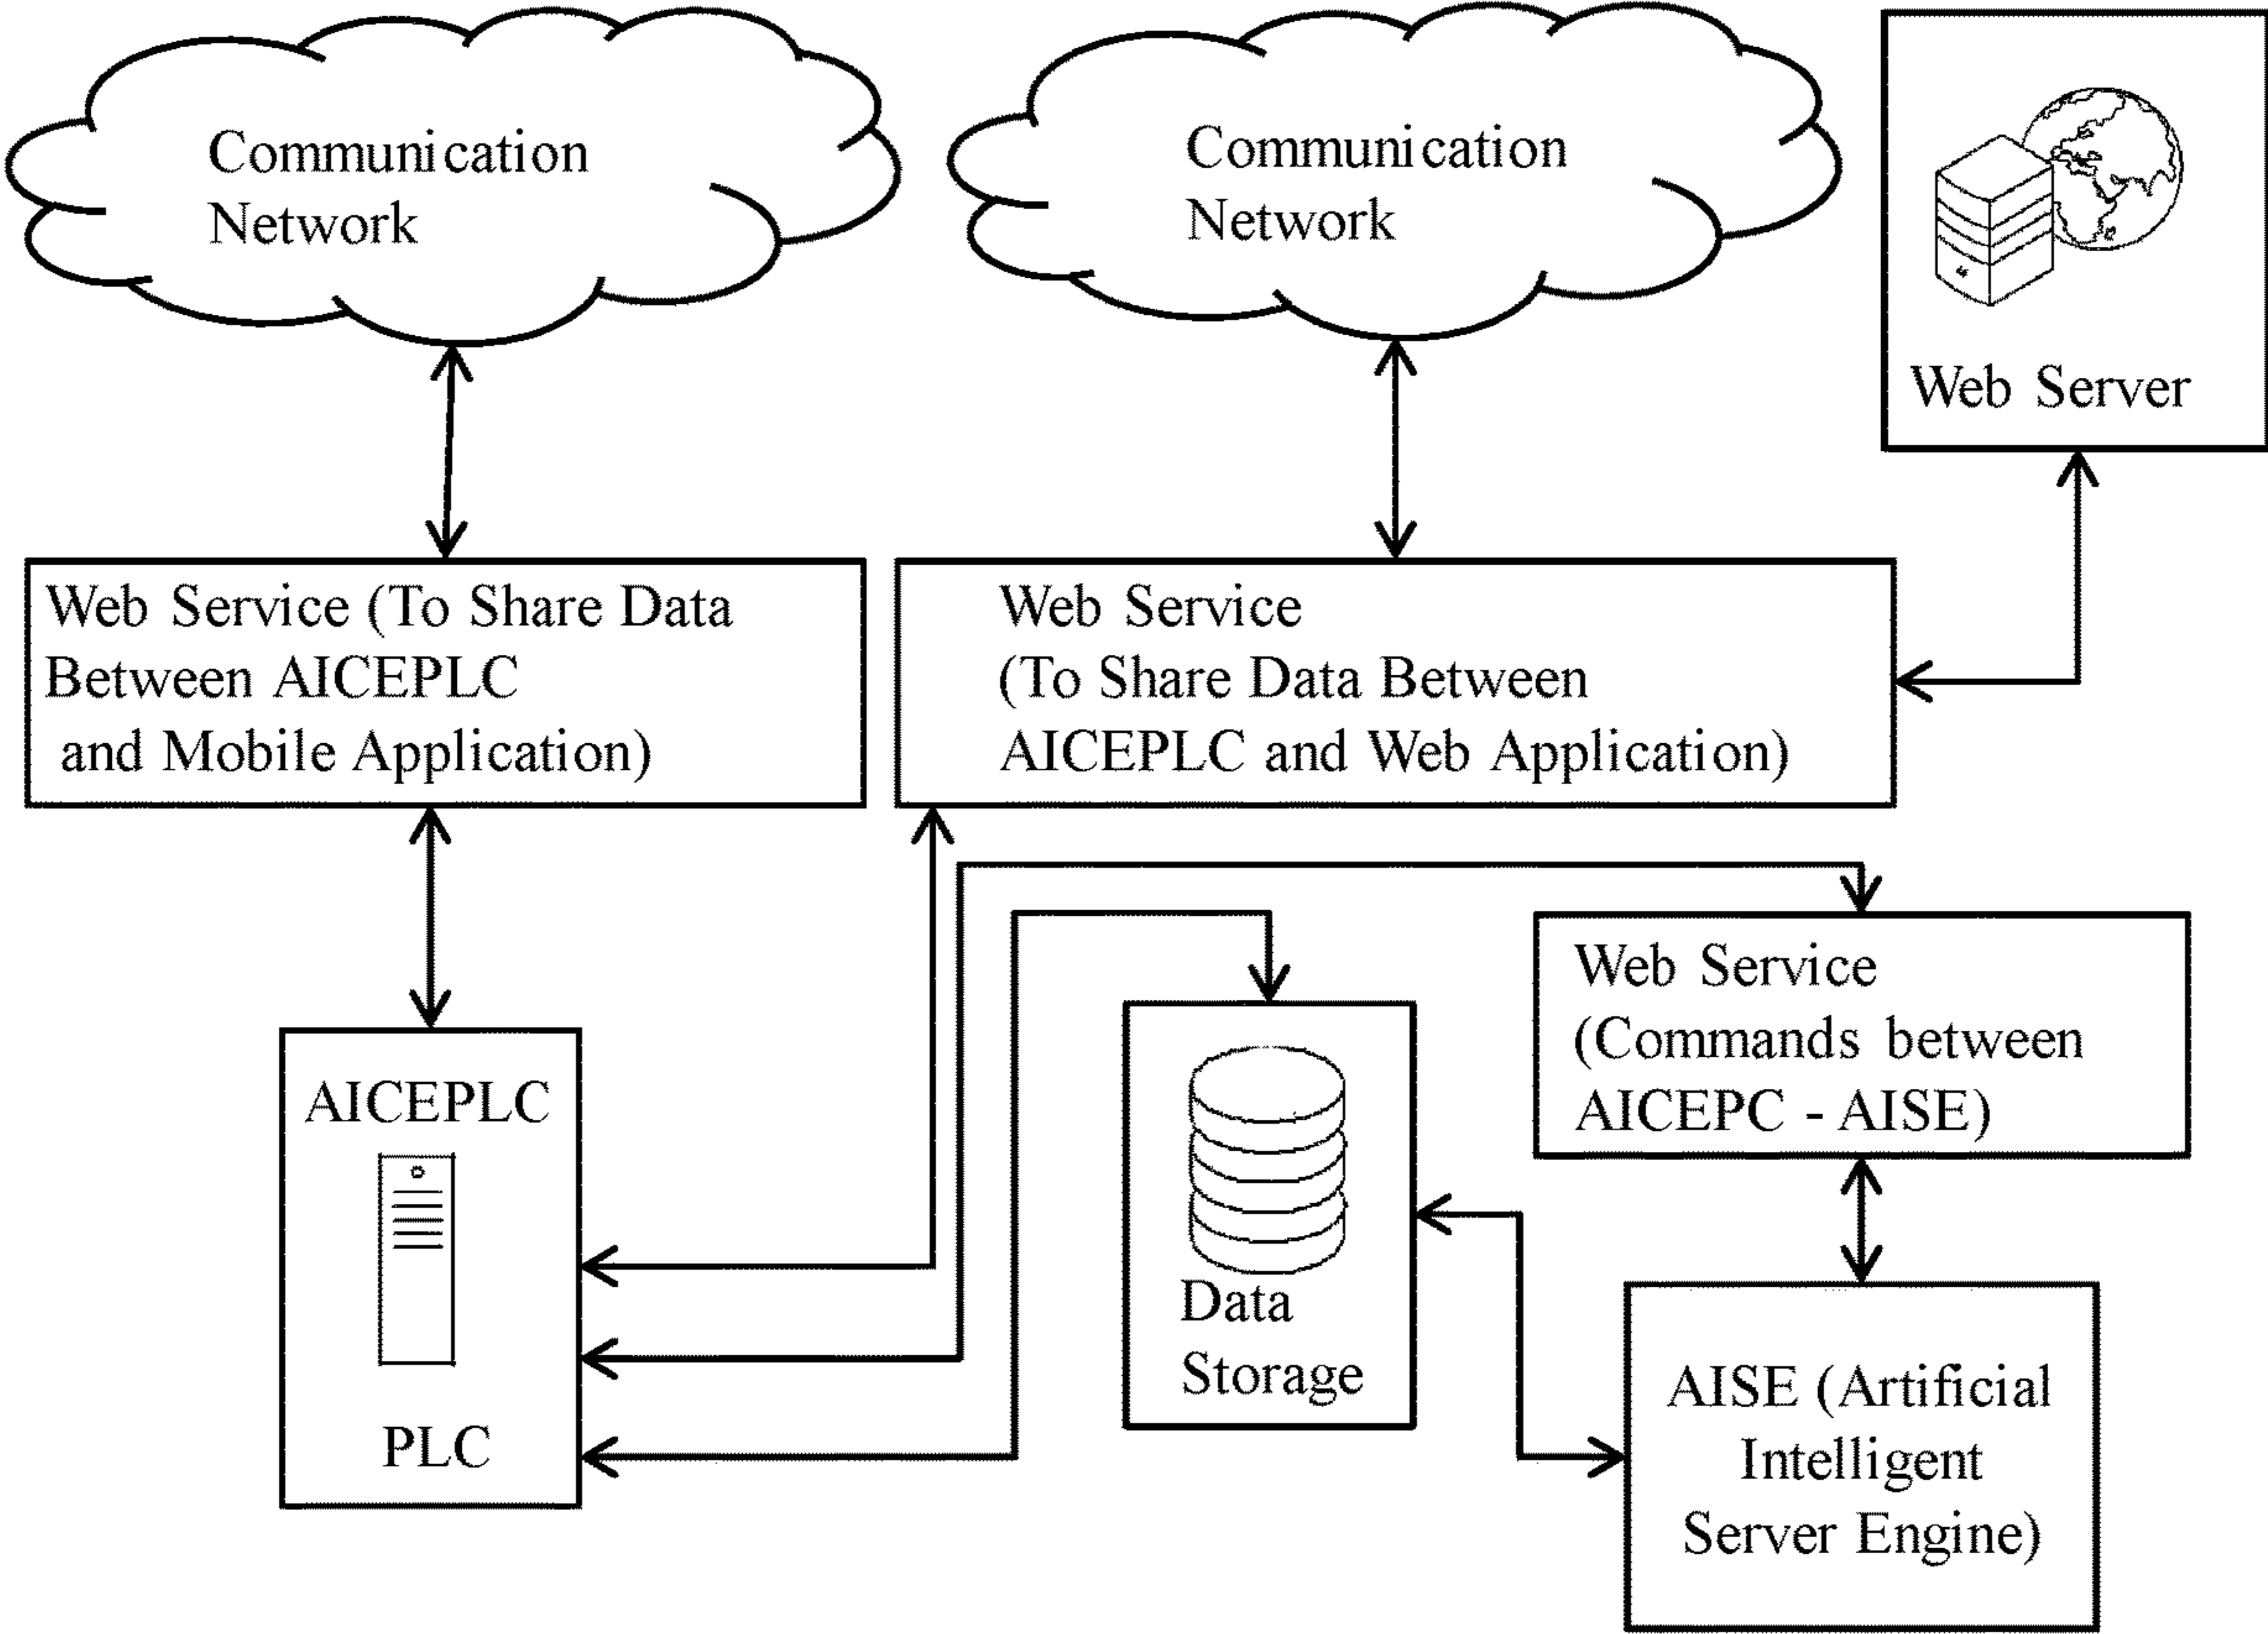 Communication
Network
Communication
Network
Web Server
Web Service (To Share Data
Between AICEPLC
and Mobile Application)
Web Service
(To Share Data Between
AICEPLC and Web Application)
Web Service
(Commands between
AICEPC - AISE)
AICEPLC
PLC
Data
Storage
AISE (Artificial
Intelligent
Server Engine)